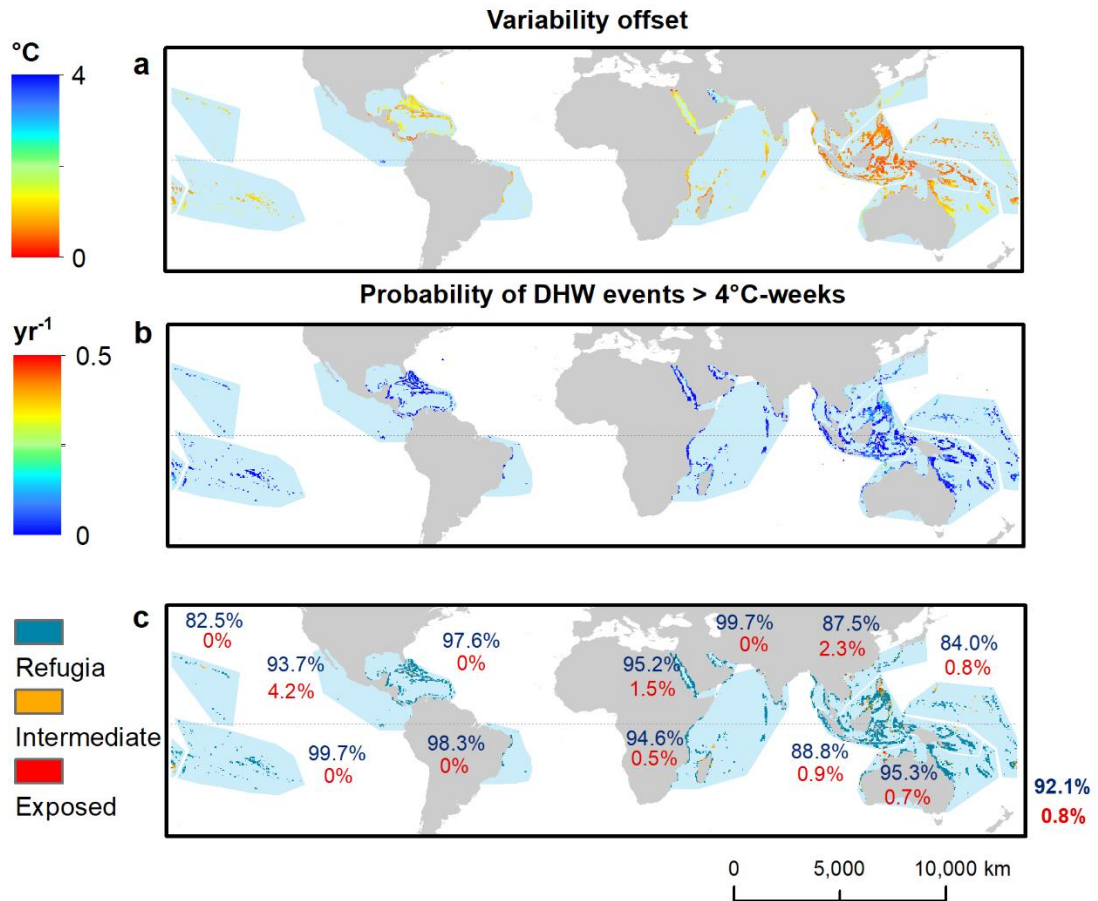 Variability offset
°C
a
4
0
Probability of DHW events > 4°C-weeks
yr-1
b
0.5
0
c
Refugia
Intermediate
Exposed
82.5%
0%
93.7%
4.2%
97.6%
0%
99.7%
0%
98.3%
0%
95.2%
1.5%
99.7%
0%
94.6%
0.5%
87.5%
2.3%
84.0%
0.8%
88.8%
0.9%
95.3%
0.7%
92.1%
0.8%
0 5,000 10,000 km